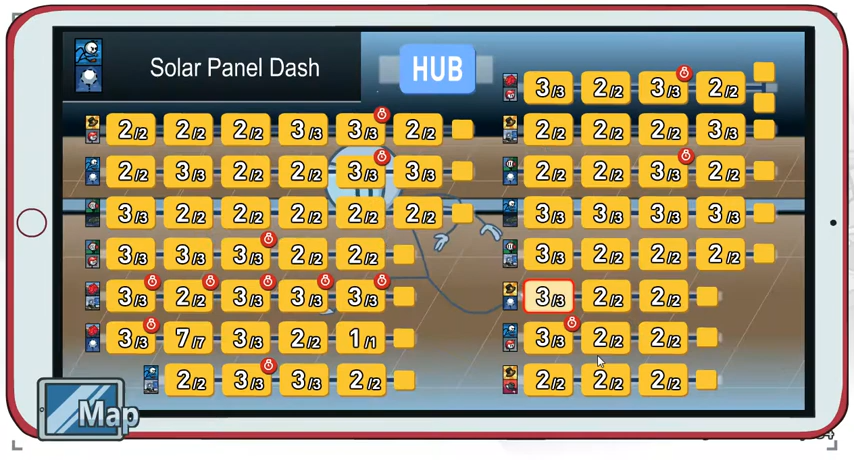 Solar Panel Dash
HUB
3/3 2/2 3/3 2/2
2/2 2/2 2/2 3/3 3/3 2/2
2/2 2/2 2/2 3/3
2/2 3/3 2/2 2/2 3/3 3/3
2/2 2/2 3/3 2/2
3/3 2/2 2/2 2/2 2/2 2/2
3/3 3/3 3/3 3/3
3/3 3/3 3/3 2/2 2/2
3/3 2/2 2/2 2/2
3/3 2/2 3/3 3/3 3/3
3/3 2/2 2/2
3/3 7/7 3/3 2/2 1/1
3/3 2/2 2/2
2/2 3/3 3/3 2/2
2/2 2/2 2/2
Map